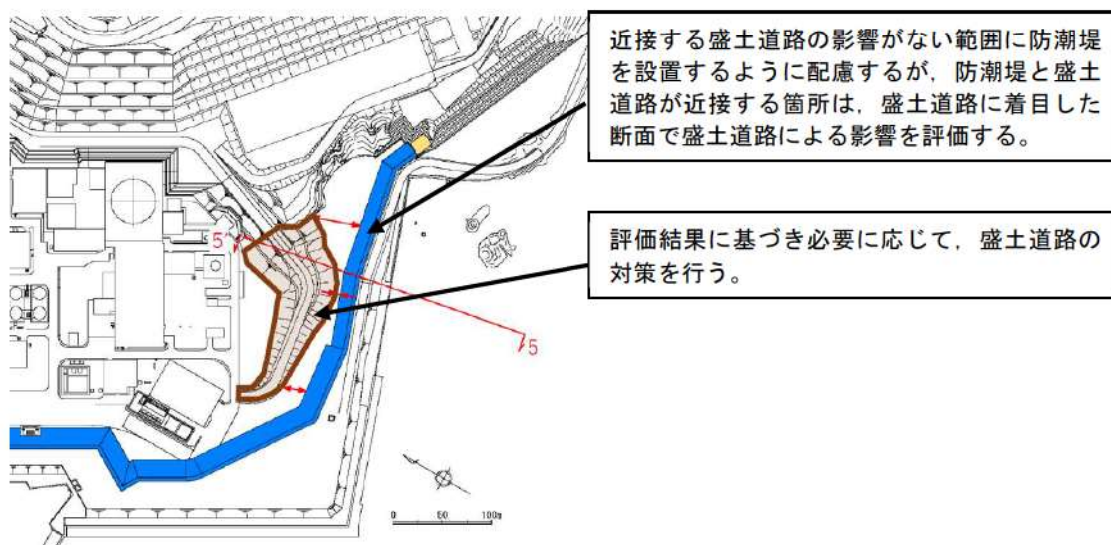 近接する盛土道路の影響がない範囲に防潮堤
を設置するように配慮するが，防潮堤と盛土
道路が近接する箇所は，盛土道路に着目した
断面で盛土道路による影響を評価する。
評価結果に基づき必要に応じて，盛土道路の
対策を行う。
5
5
0 50 100m